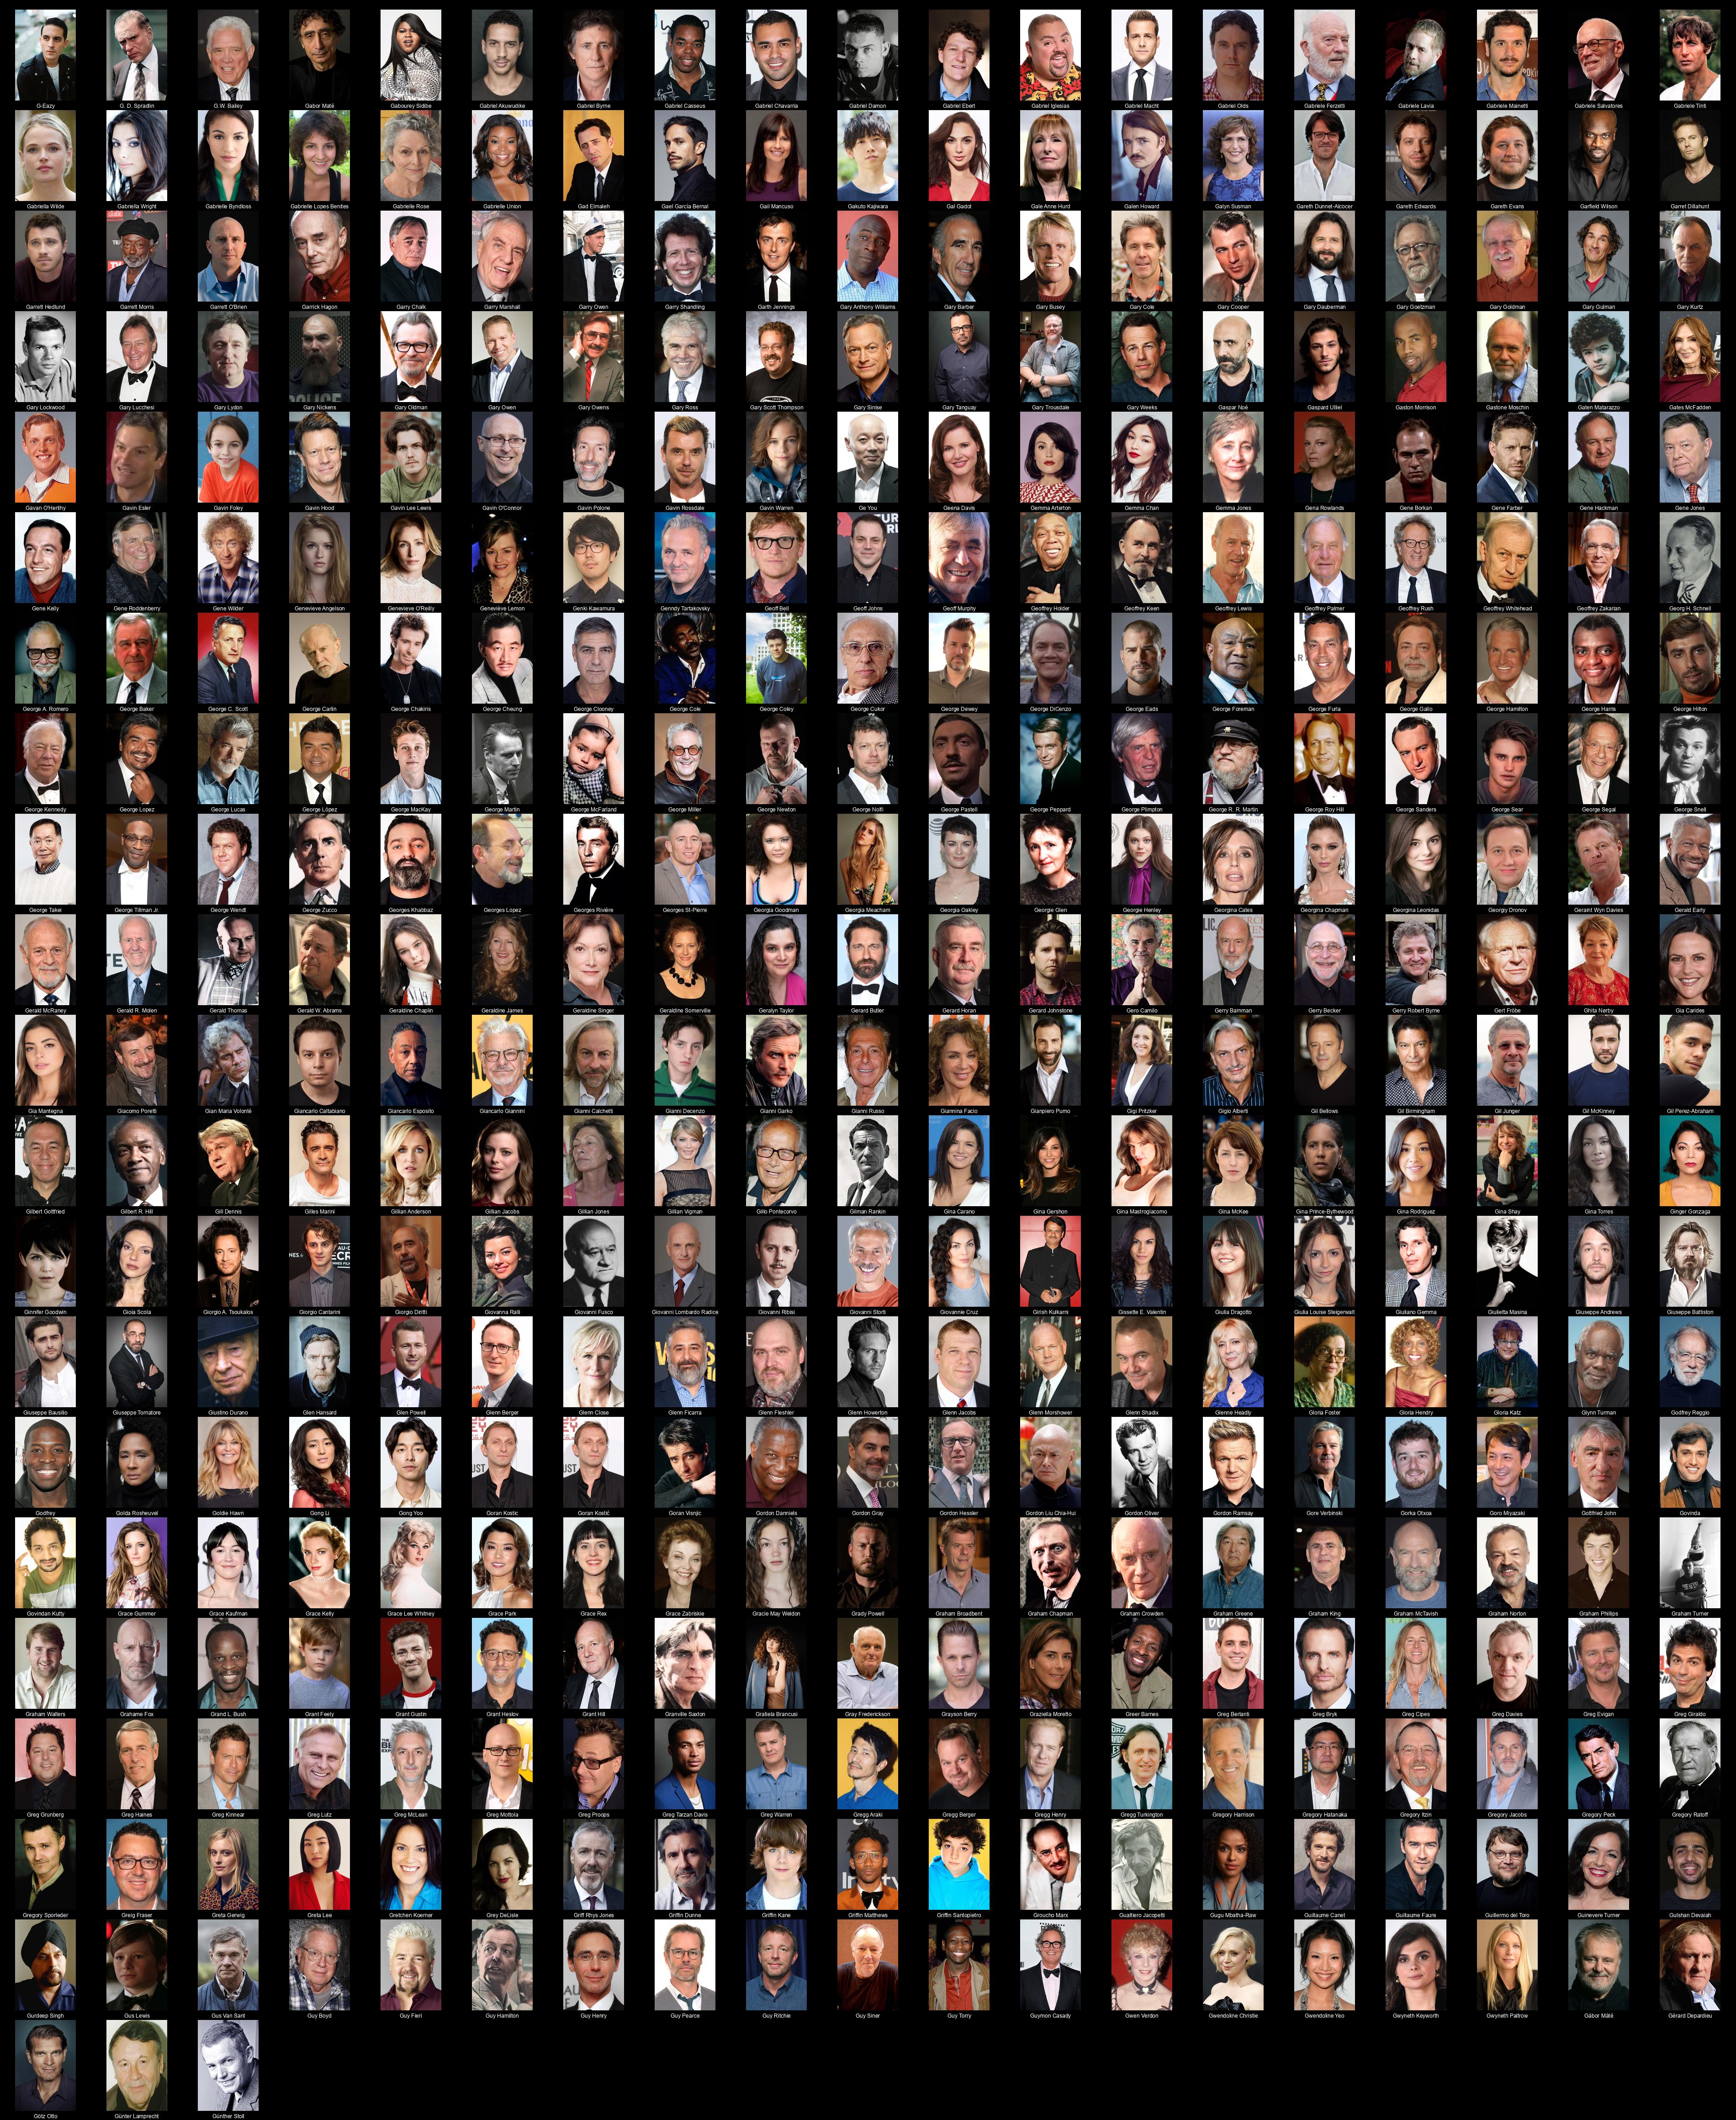 G-Eazy G. D. Spradlin G.W. Bailey Gabor Maté Gabourey Sidibe Gabriel Akuwudike Gabriel Byrne Gabriel Casseus Gabriel Chavarria Gabriel Damon Gabriel Ebert Gabriel Iglesias Gabriel Macht Gabriel Olds Gabriele Ferzetti Gabriele Lavia Gabriele Mainetti Gabriele Salvatores Gabriele Tinti
Gabriella Wilde Gabriella Wright Gabrielle Byndloss Gabrielle Lopes Benites Gabrielle Rose Gabrielle Union Gad Elmaleh Gael García Bernal Gail Mancuso Gakuto Kajiwara Gal Gadot Gale Anne Hurd Galen Howard Galyn Susman Gareth Dunnet-Alcocer Gareth Edwards Gareth Evans Garfield Wilson Garret Dillahunt
Garrett Hedlund Garrett Morris Garrett O'Brien Garrick Hagon Garry Chalk Garry Marshall Garry Owen Garry Shandling Garth Jennings Gary Anthony Williams Gary Barber Gary Busey Gary Cole Gary Cooper Gary Dauberman Gary Goetzman Gary Goldman Gary Gulman Gary Kurtz
Gary Lockwood Gary Lucchesi Gary Lydon Gary Nickens Gary Oldman Gary Owen Gary Owens Gary Ross Gary Scott Thompson Gary Sinise Gary Tanguay Gary Trousdale Gary Weeks Gaspar Noé Gaspard Ulliel Gaston Morrison Gastone Moschin Gaten Matarazzo Gates McFadden
Gavan O'Herlihy Gavin Esler Gavin Foley Gavin Hood Gavin Lee Lewis Gavin O'Connor Gavin Polone Gavin Rossdale Gavin Warren Ge You Geena Davis Gemma Arterton Gemma Chan Gemma Jones Gena Rowlands Gene Borkan Gene Farber Gene Hackman Gene Jones
Gene Kelly Gene Roddenberry Gene Wilder Genevieve Angelson Genevieve O'Reilly Geneviève Lemon Genki Kawamura Genndy Tartakovsky Geoff Bell Geoff Johns Geoff Murphy Geoffrey Holder Geoffrey Keen Geoffrey Lewis Geoffrey Palmer Geoffrey Rush Geoffrey Whitehead Geoffrey Zakarian Georg H. Schnell
George A. Romero George Baker George C. Scott George Carlin George Chakiris George Cheung George Clooney George Cole George Coley George Cukor George Dewey George DiCenzo George Eads George Foreman George Furla George Gallo George Hamilton George Harris George Hilton
George Kennedy George Lopez George Lucas George López George MacKay George Martin George McFarland George Miller George Newton George Nolfi George Pastell George Peppard George Plimpton George R. R. Martin George Roy Hill George Sanders George Sear George Segal George Snell
George Takei George Tillman Jr. George Wendt George Zucco Georges Khabbaz Georges Lopez Georges Rivière Georges St-Pierre Georgia Goodman Georgia Meacham Georgia Oakley Georgie Glen Georgie Henley Georgina Cates Georgina Chapman Georgina Leonidas Georgiy Dronov Geraint Wyn Davies Gerald Early
Gerald McRaney Gerald R. Molen Gerald Thomas Gerald W. Abrams Geraldine Chaplin Geraldine James Geraldine Singer Geraldine Somerville Geralyn Taylor Gerard Butler Gerard Horan Gerard Johnstone Gero Camilo Gerry Bamman Gerry Becker Gerry Robert Byrne Gert Fröbe Ghita Nørby Gia Carides
Gia Mantegna Giacomo Poretti Gian Maria Volonté Giancarlo Caltabiano Giancarlo Esposito Giancarlo Giannini Gianni Calchetti Gianni Decenzo Gianni Garko Gianni Russo Giannina Facio Gianpiero Pumo Gigi Pritzker Gigio Alberti Gil Bellows Gil Birmingham Gil Junger Gil McKinney Gil Perez-Abraham
Gilbert Gottfried Gilbert R. Hill Gill Dennis Gilles Marini Gillian Anderson Gillian Jacobs Gillian Jones Gillian Vigman Gillo Pontecorvo Gilman Rankin Gina Carano Gina Gershon Gina Mastrogiacomo Gina McKee Gina Prince-Bythewood Gina Rodriguez Gina Shay Gina Torres Ginger Gonzaga
Ginnifer Goodwin Gioia Scola Giorgio A. Tsoukalos Giorgio Cantarini Giorgio Diritti Giovanna Ralli Giovanni Fusco Giovanni Lombardo Radice Giovanni Ribisi Giovanni Storti Giovannie Cruz Girish Kulkarni Gissette E. Valentin Giulia Dragotto Giulia Louise Steigerwalt Giuliano Gemma Giulietta Masina Giuseppe Andrews Giuseppe Battiston
Giuseppe Bausilio Giuseppe Tornatore Giustino Durano Glen Hansard Glen Powell Glenn Berger Glenn Close Glenn Ficarra Glenn Fleshler Glenn Howerton Glenn Jacobs Glenn Morshower Glenn Shadix Glenne Headly Gloria Foster Gloria Hendry Gloria Katz Glynn Turman Godfrey Reggio
Godfrey Golda Rosheuvel Goldie Hawn Gong Li Gong Yoo Goran Kostic Goran Kostić Goran Visnjic Gordon Danniels Gordon Gray Gordon Hessler Gordon Liu Chia-Hui Gordon Oliver Gordon Ramsay Gore Verbinski Gorka Otxoa Goro Miyazaki Gottfried John Govinda
Govindan Kutty Grace Gummer Grace Kaufman Grace Kelly Grace Lee Whitney Grace Park Grace Rex Grace Zabriskie Gracie May Weldon Grady Powell Graham Broadbent Graham Chapman Graham Crowden Graham Greene Graham King Graham McTavish Graham Norton Graham Phillips Graham Turner
Graham Walters Grahame Fox Grand L. Bush Grant Feely Grant Gustin Grant Heslov Grant Hill Granville Saxton Gratiela Brancusi Gray Frederickson Grayson Berry Graziella Moretto Greer Barnes Greg Berlanti Greg Bryk Greg Cipes Greg Davies Greg Evigan Greg Giraldo
Greg Grunberg Greg Haines Greg Kinnear Greg Lutz Greg McLean Greg Mottola Greg Proops Greg Tarzan Davis Greg Warren Gregg Araki Gregg Berger Gregg Henry Gregg Turkington Gregory Harrison Gregory Hatanaka Gregory Itzin Gregory Jacobs Gregory Peck Gregory Ratoff
Gregory Sporleder Greig Fraser Greta Gerwig Greta Lee Gretchen Koerner Grey DeLisle Griff Rhys Jones Griffin Dunne Griffin Kane Griffin Matthews Griffin Santopietro Groucho Marx Gualtiero Jacopetti Gugu Mbatha-Raw Guillaume Canet Guillaume Faure Guillermo del Toro Guinevere Turner Gulshan Devaiah
Gurdeep Singh Gus Lewis Gus Van Sant Guy Boyd Guy Fieri Guy Hamilton Guy Henry Guy Pearce Guy Ritchie Guy Siner Guy Torry Guymon Casady Gwen Verdon Gwendoline Christie Gwendoline Yeo Gwyneth Keyworth Gwyneth Paltrow Gábor Máté Gérard Depardieu
Götz Otto Günter Lamprecht Günther Stoll